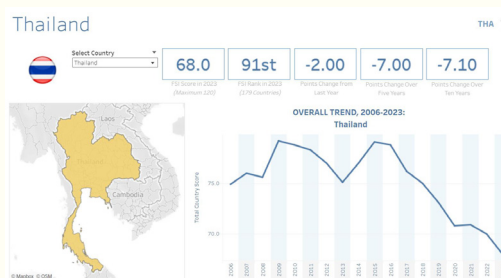 Thailand
THA
Select Country
Thailand
68.0
91st
-2.00
-7.00
-7.10
FSI Score in 2023
(Maximum 120)
FSI Rank in 2023
(179 Countries)
Points Change from
Last Year
Points Change Over
Five Years
Points Change Over
Ten Years
Laos
Cambodia
© Mapbox © OSM
OVERALL TREND, 2006-2023:
Thailand
Total Country Score
75.0
70.0
2006
2007
2008
2009
2010
2011
2012
2013
2014
2015
2016
2017
2018
2019
2020
2021
2022